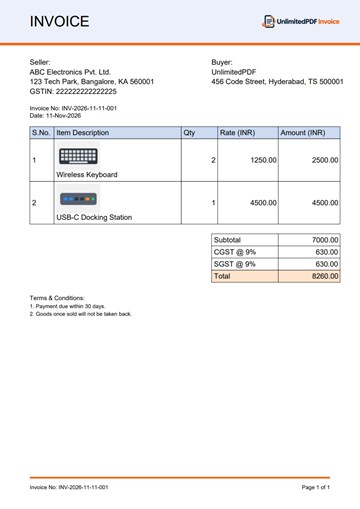 INVOICE
UnlimitedPDF Invoice
Seller:
ABC Electronics Pvt. Ltd.
123 Tech Park, Bangalore, KA 560001
GSTIN: 222222222222225
Buyer:
UnlimitedPDF
456 Code Street, Hyderabad, TS 500001
Invoice No: INV-2026-11-11-001
Date: 11-Nov-2026
S.No. Item Description Qty Rate (INR) Amount (INR)
1 Wireless Keyboard 2 1250.00 2500.00
2 USB-C Docking Station 1 4500.00 4500.00
Subtotal 7000.00
CGST @ 9% 630.00
SGST @ 9% 630.00
Total 8260.00
Terms & Conditions:
1. Payment due within 30 days.
2. Goods once sold will not be taken back.
Invoice No: INV-2026-11-11-001 Page 1 of 1